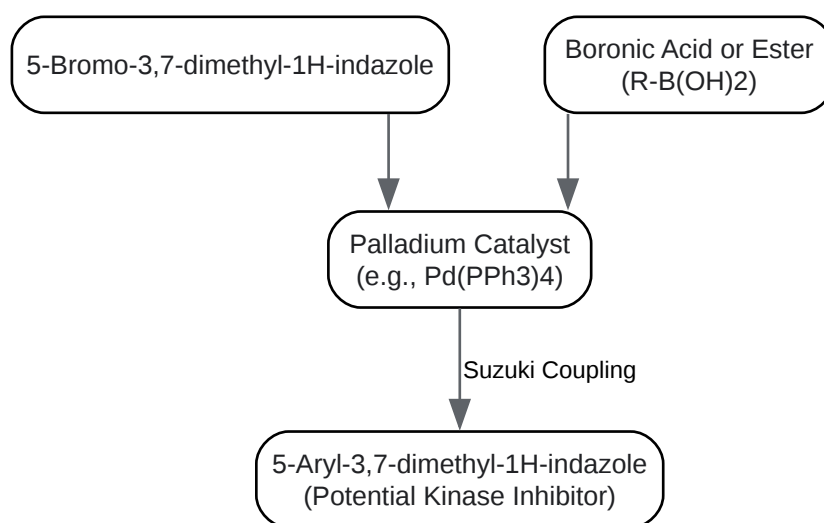 5-Bromo-3,7-dimethyl-1H-indazole
Boronic Acid or Ester
(R-B(OH)2)
Palladium Catalyst
(e.g., Pd(PPh3)4)
Suzuki Coupling
5-Aryl-3,7-dimethyl-1H-indazole
(Potential Kinase Inhibitor)